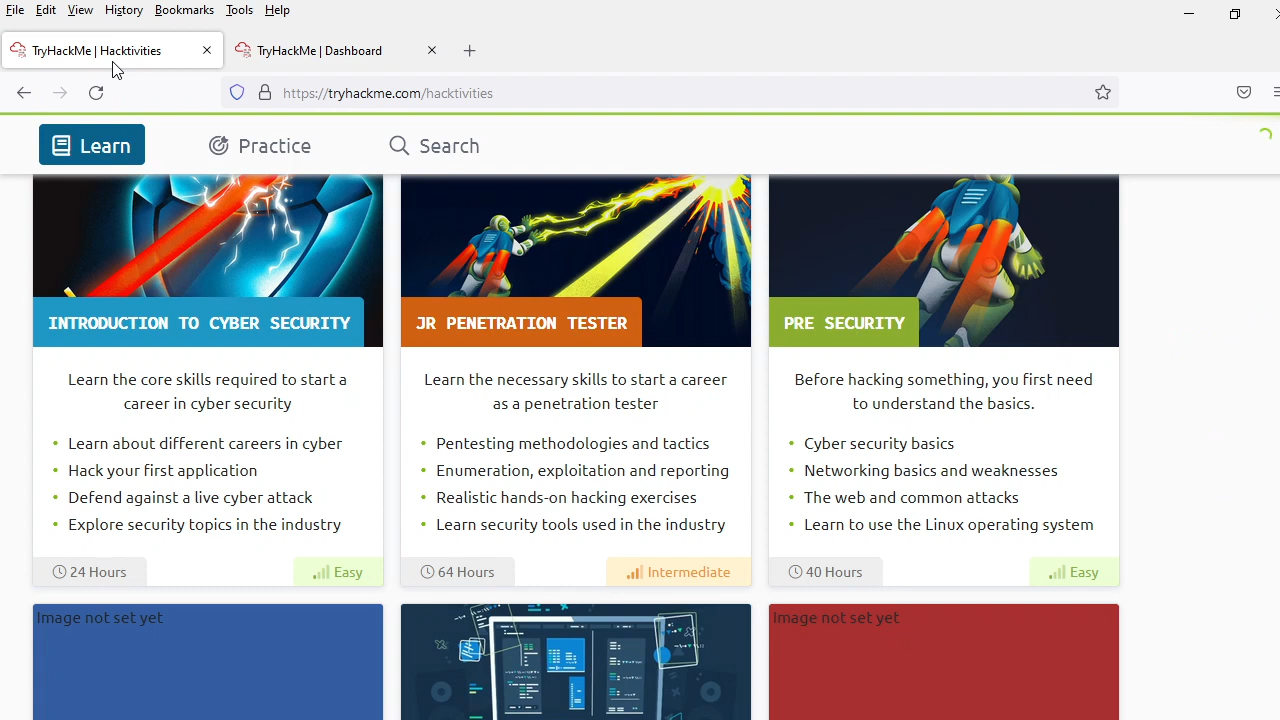 File Edit View History Bookmarks Tools Help
TryHackMe | Hacktivities
TryHackMe | Dashboard
https://tryhackme.com/hacktivities
Learn
Practice
Search
INTRODUCTION TO CYBER SECURITY
Learn the core skills required to start a
career in cyber security
• Learn about different careers in cyber
• Hack your first application
• Defend against a live cyber attack
• Explore security topics in the industry
24 Hours
Easy
JR PENETRATION TESTER
Learn the necessary skills to start a career
as a penetration tester
• Pentesting methodologies and tactics
• Enumeration, exploitation and reporting
• Realistic hands-on hacking exercises
• Learn security tools used in the industry
64 Hours
Intermediate
PRE SECURITY
Before hacking something, you first need
to understand the basics.
• Cyber security basics
• Networking basics and weaknesses
• The web and common attacks
• Learn to use the Linux operating system
40 Hours
Easy
Image not set yet
Image not set yet